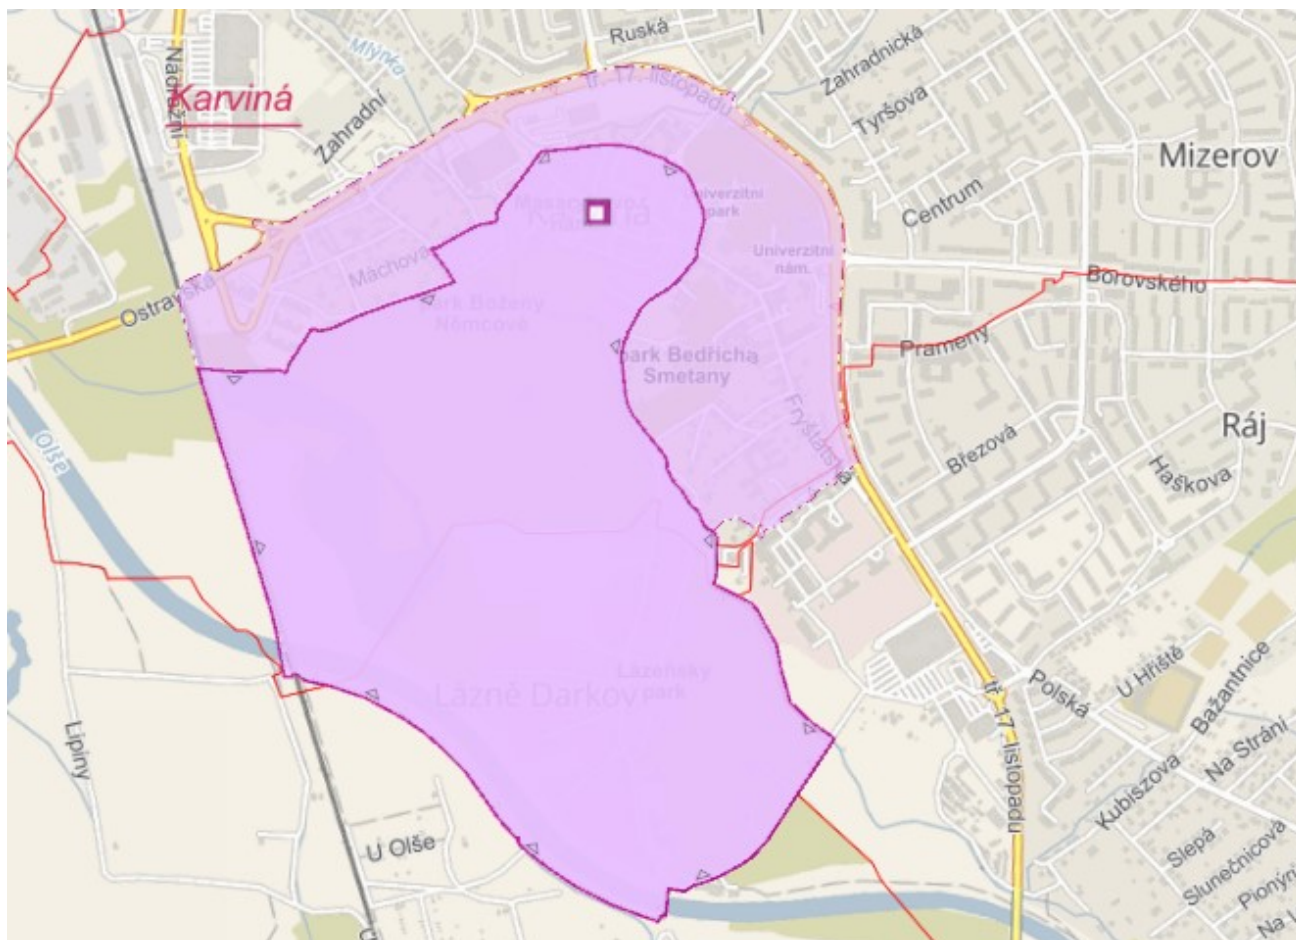 Ruská
Mlýnka
Nádražní
Karviná
Zahradní
tř. 17. listopadu
Zahradnická
Tyršova
Mizerov
Centrum
Univerzitní
park
Univerzitní
nám.
Máchova
Ostravská
park Boženy
Němcové
Borovského
Prameny
park Bedřicha
Smetany
Fryštátská
Ráj
Březová
Haškova
(Olše)
Lázeňský
park
Lázně Darkov
Lipiny
U Olše
tř. 17. listopadu
Polská
U Hřiště
Bažantnice
Na Stráni
Kubiszova
Slepá
Slunečnicová